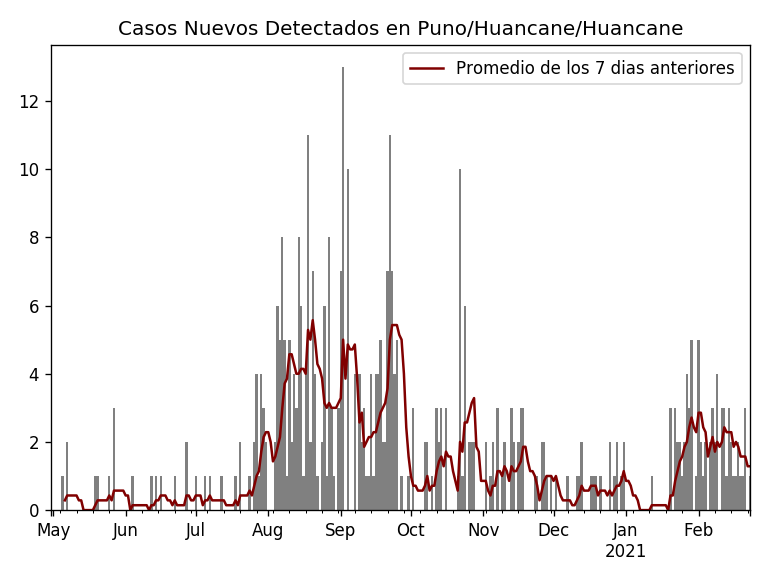 Casos Nuevos Detectados en Puno/Huancane/Huancane
Promedio de los 7 dias anteriores
12
10
8
6
4
2
0
May Jun Jul Aug Sep Oct Nov Dec Jan Feb
2021